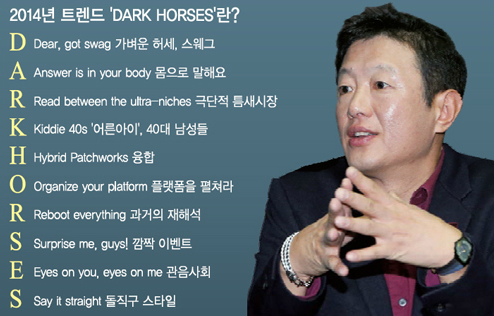 2014년 트렌드 'DARK HORSES'란?
D Dear, got swag 가벼운 허세, 스웨그
A Answer is in your body 몸으로 말해요
R Read between the ultra-niches 극단적 틈새시장
K Kiddie 40s '어른아이', 40대 남성들
H Hybrid Patchworks 융합
O Organize your platform 플랫폼을 펼쳐라
R Reboot everything 과거의 재해석
S Surprise me, guys! 깜짝 이벤트
E Eyes on you, eyes on me 관음사회
S Say it straight 돌직구 스타일